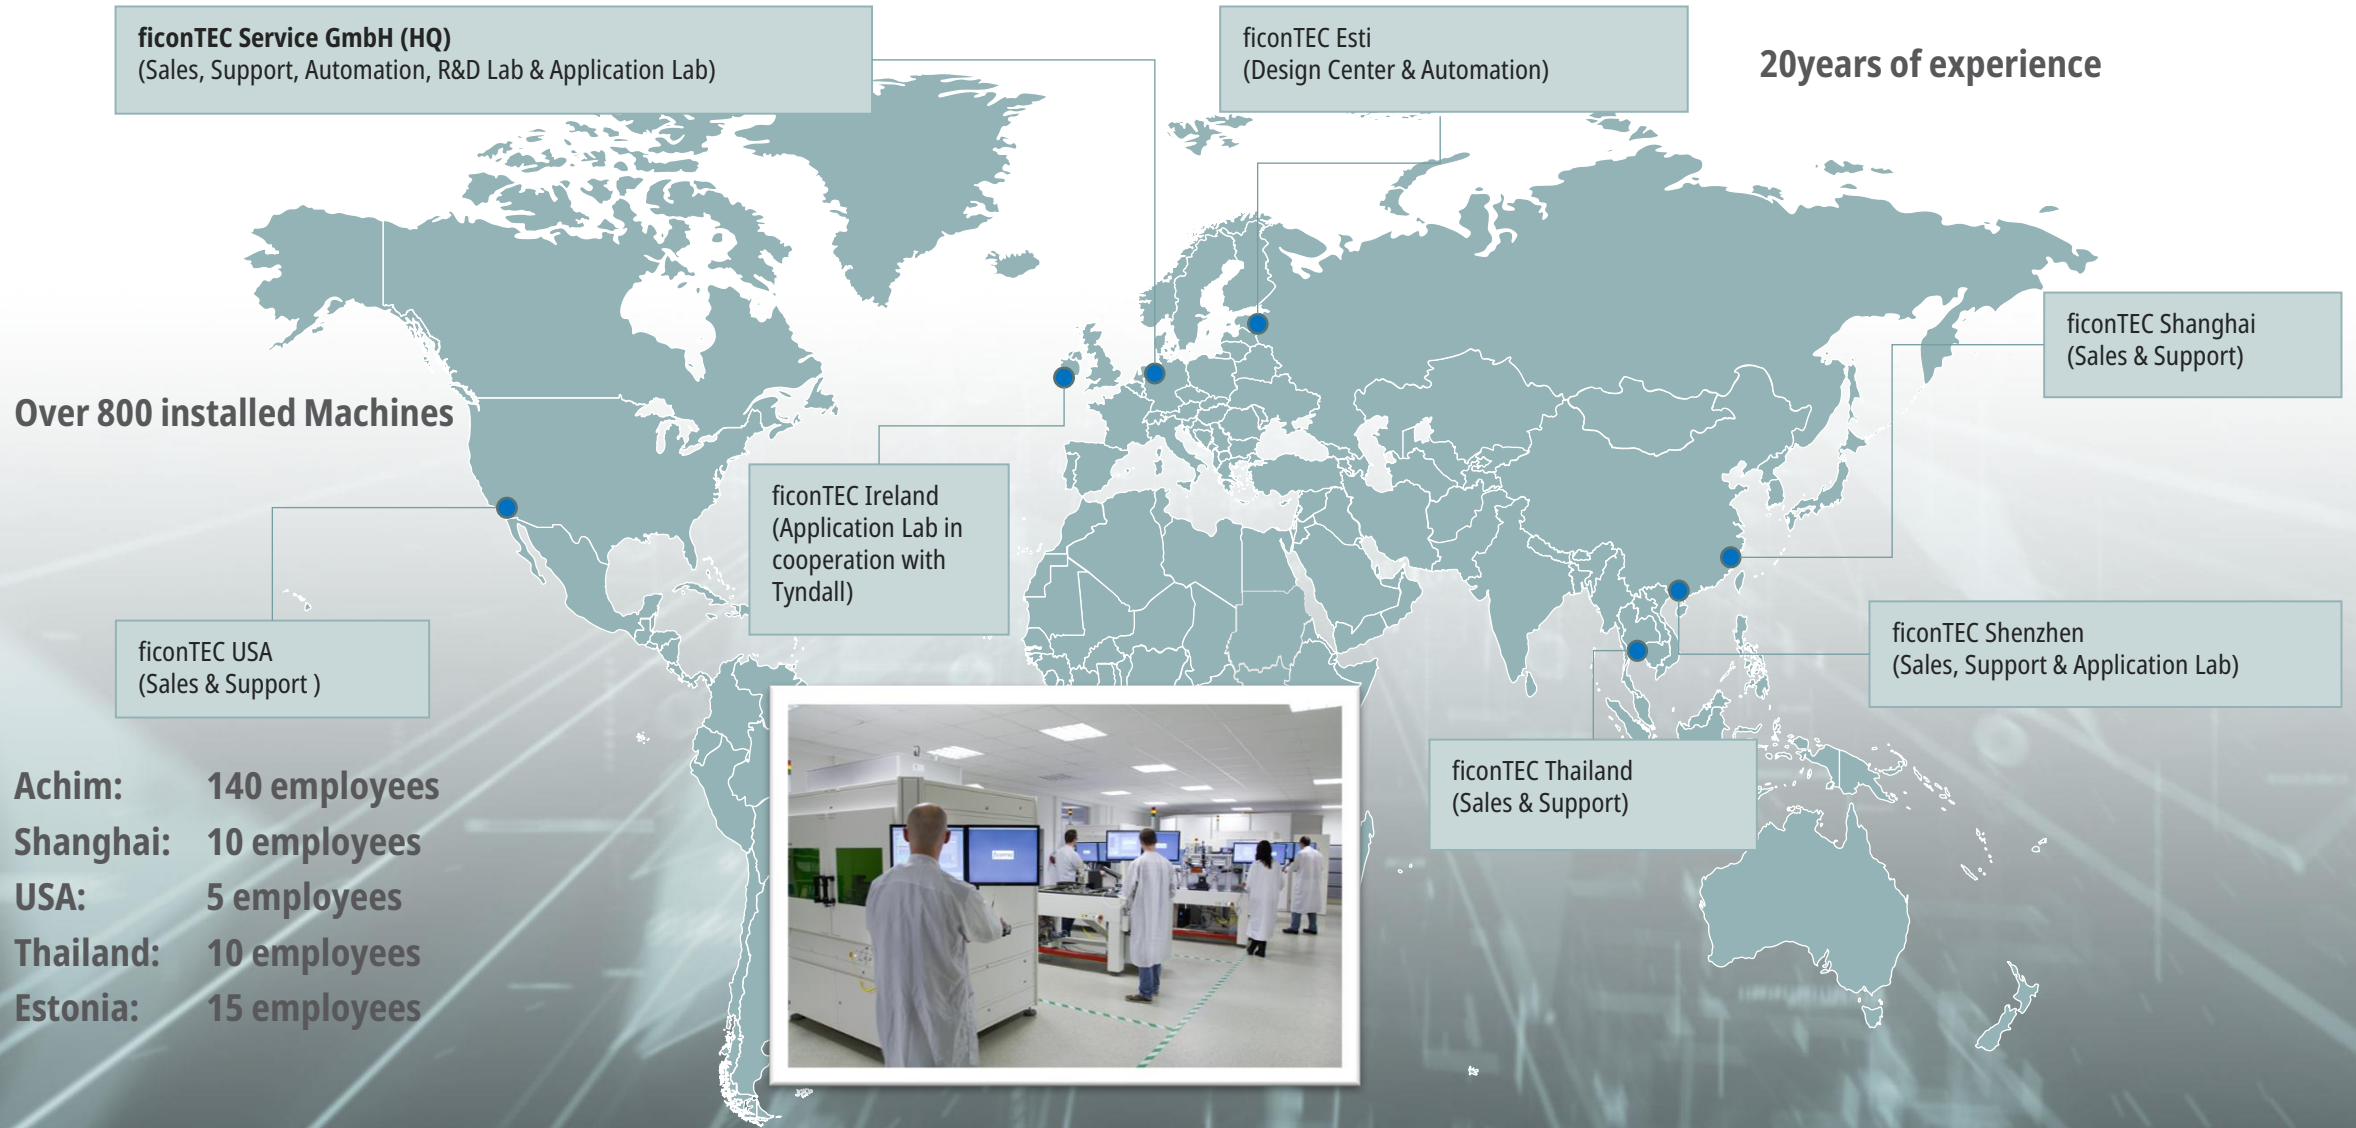 ficonTEC Service GmbH (HQ)
(Sales, Support, Automation, R&D Lab & Application Lab)
ficonTEC Esti
(Design Center & Automation)
20years of experience
ficonTEC Shanghai
(Sales & Support)
Over 800 installed Machines
ficonTEC Ireland
(Application Lab in
cooperation with
Tyndall)
ficonTEC USA
(Sales & Support )
ficonTEC Shenzhen
(Sales, Support & Application Lab)
ficonTEC Thailand
(Sales & Support)
Achim: 140 employees
Shanghai: 10 employees
USA: 5 employees
Thailand: 10 employees
Estonia: 15 employees